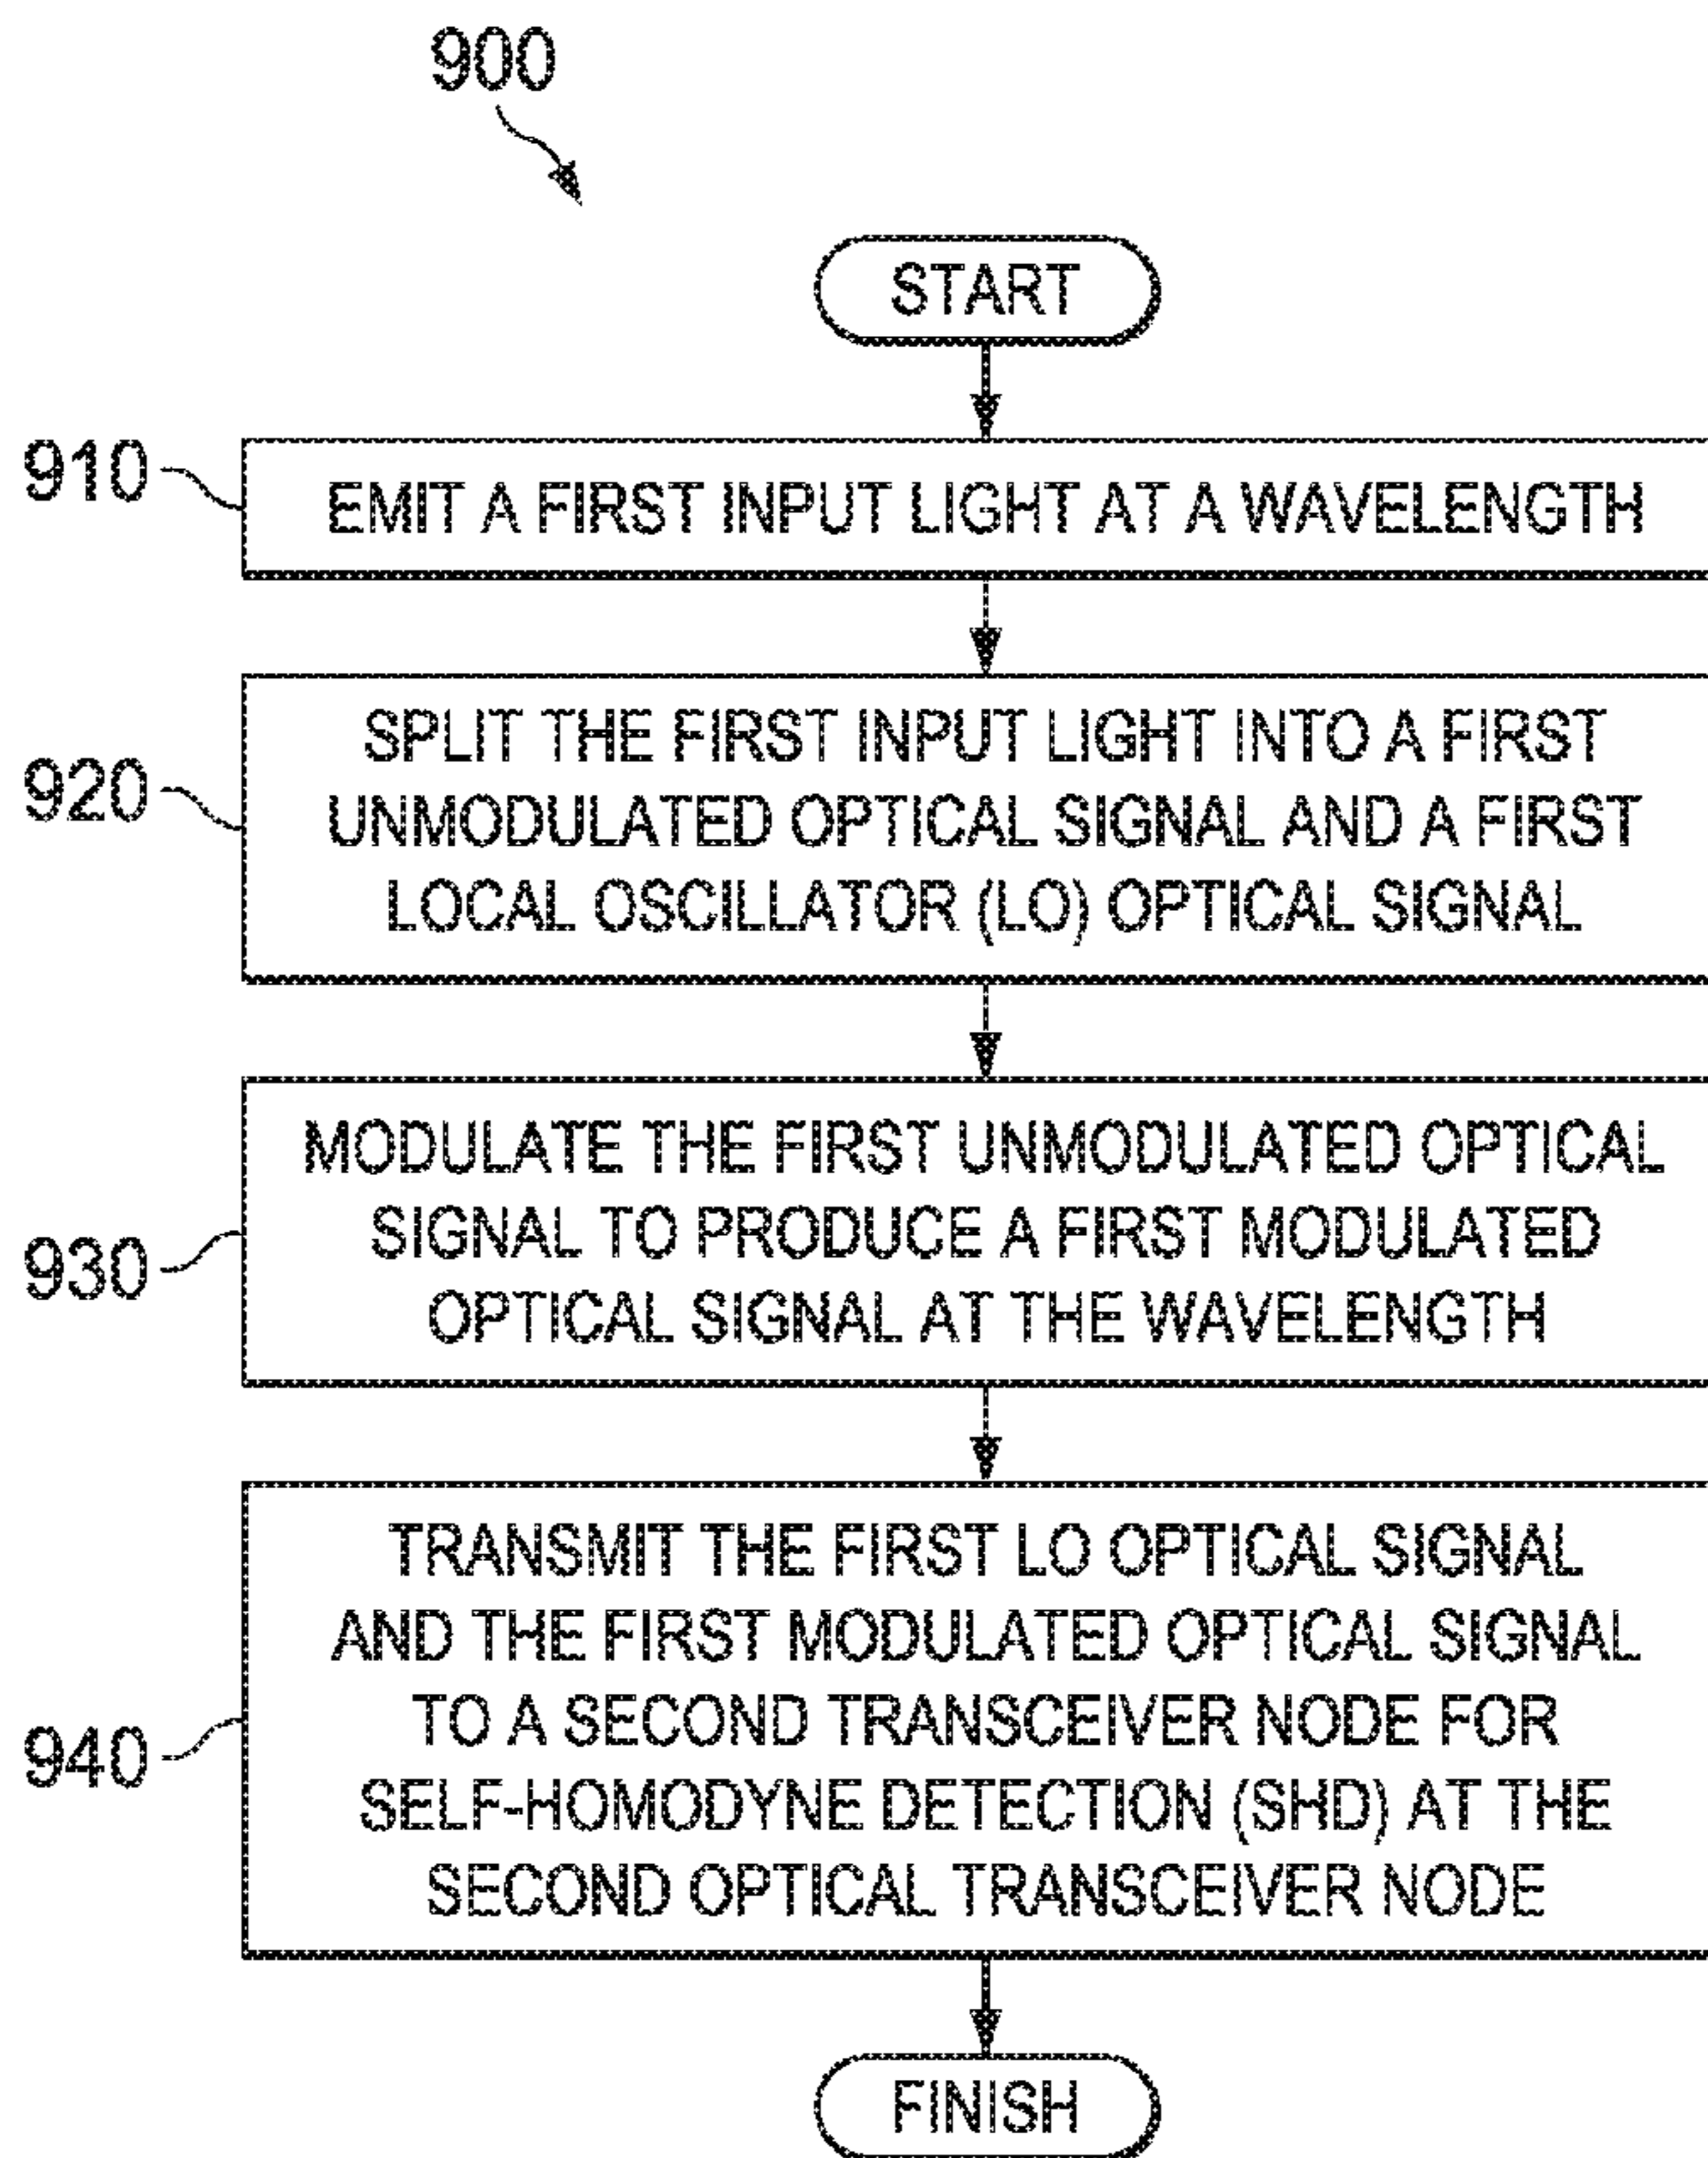 900
START
910
EMIT A FIRST INPUT LIGHT AT A WAVELENGTH
920
SPLIT THE FIRST INPUT LIGHT INTO A FIRST
UNMODULATED OPTICAL SIGNAL AND A FIRST
LOCAL OSCILLATOR (LO) OPTICAL SIGNAL
930
MODULATE THE FIRST UNMODULATED OPTICAL
SIGNAL TO PRODUCE A FIRST MODULATED
OPTICAL SIGNAL AT THE WAVELENGTH
940
TRANSMIT THE FIRST LO OPTICAL SIGNAL
AND THE FIRST MODULATED OPTICAL SIGNAL
TO A SECOND TRANSCEIVER NODE FOR
SELF-HOMODYNE DETECTION (SHD) AT THE
SECOND OPTICAL TRANSCEIVER NODE
FINISH